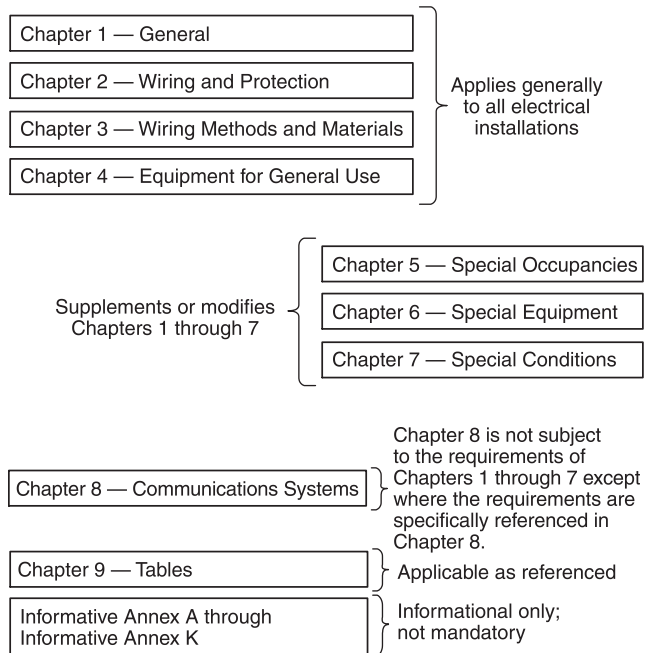 Chapter 1 — General
Chapter 2 — Wiring and Protection
Chapter 3 — Wiring Methods and Materials
Chapter 4 — Equipment for General Use
Applies generally
to all electrical
installations
Supplements or modifies
Chapters 1 through 7
Chapter 5 — Special Occupancies
Chapter 6 — Special Equipment
Chapter 7 — Special Conditions
Chapter 8 — Communications Systems
Chapter 8 is not subject
to the requirements of
Chapters 1 through 7 except
where the requirements are
specifically referenced in
Chapter 8.
Chapter 9 — Tables
Applicable as referenced
Informative Annex A through
Informative Annex K
Informational only;
not mandatory